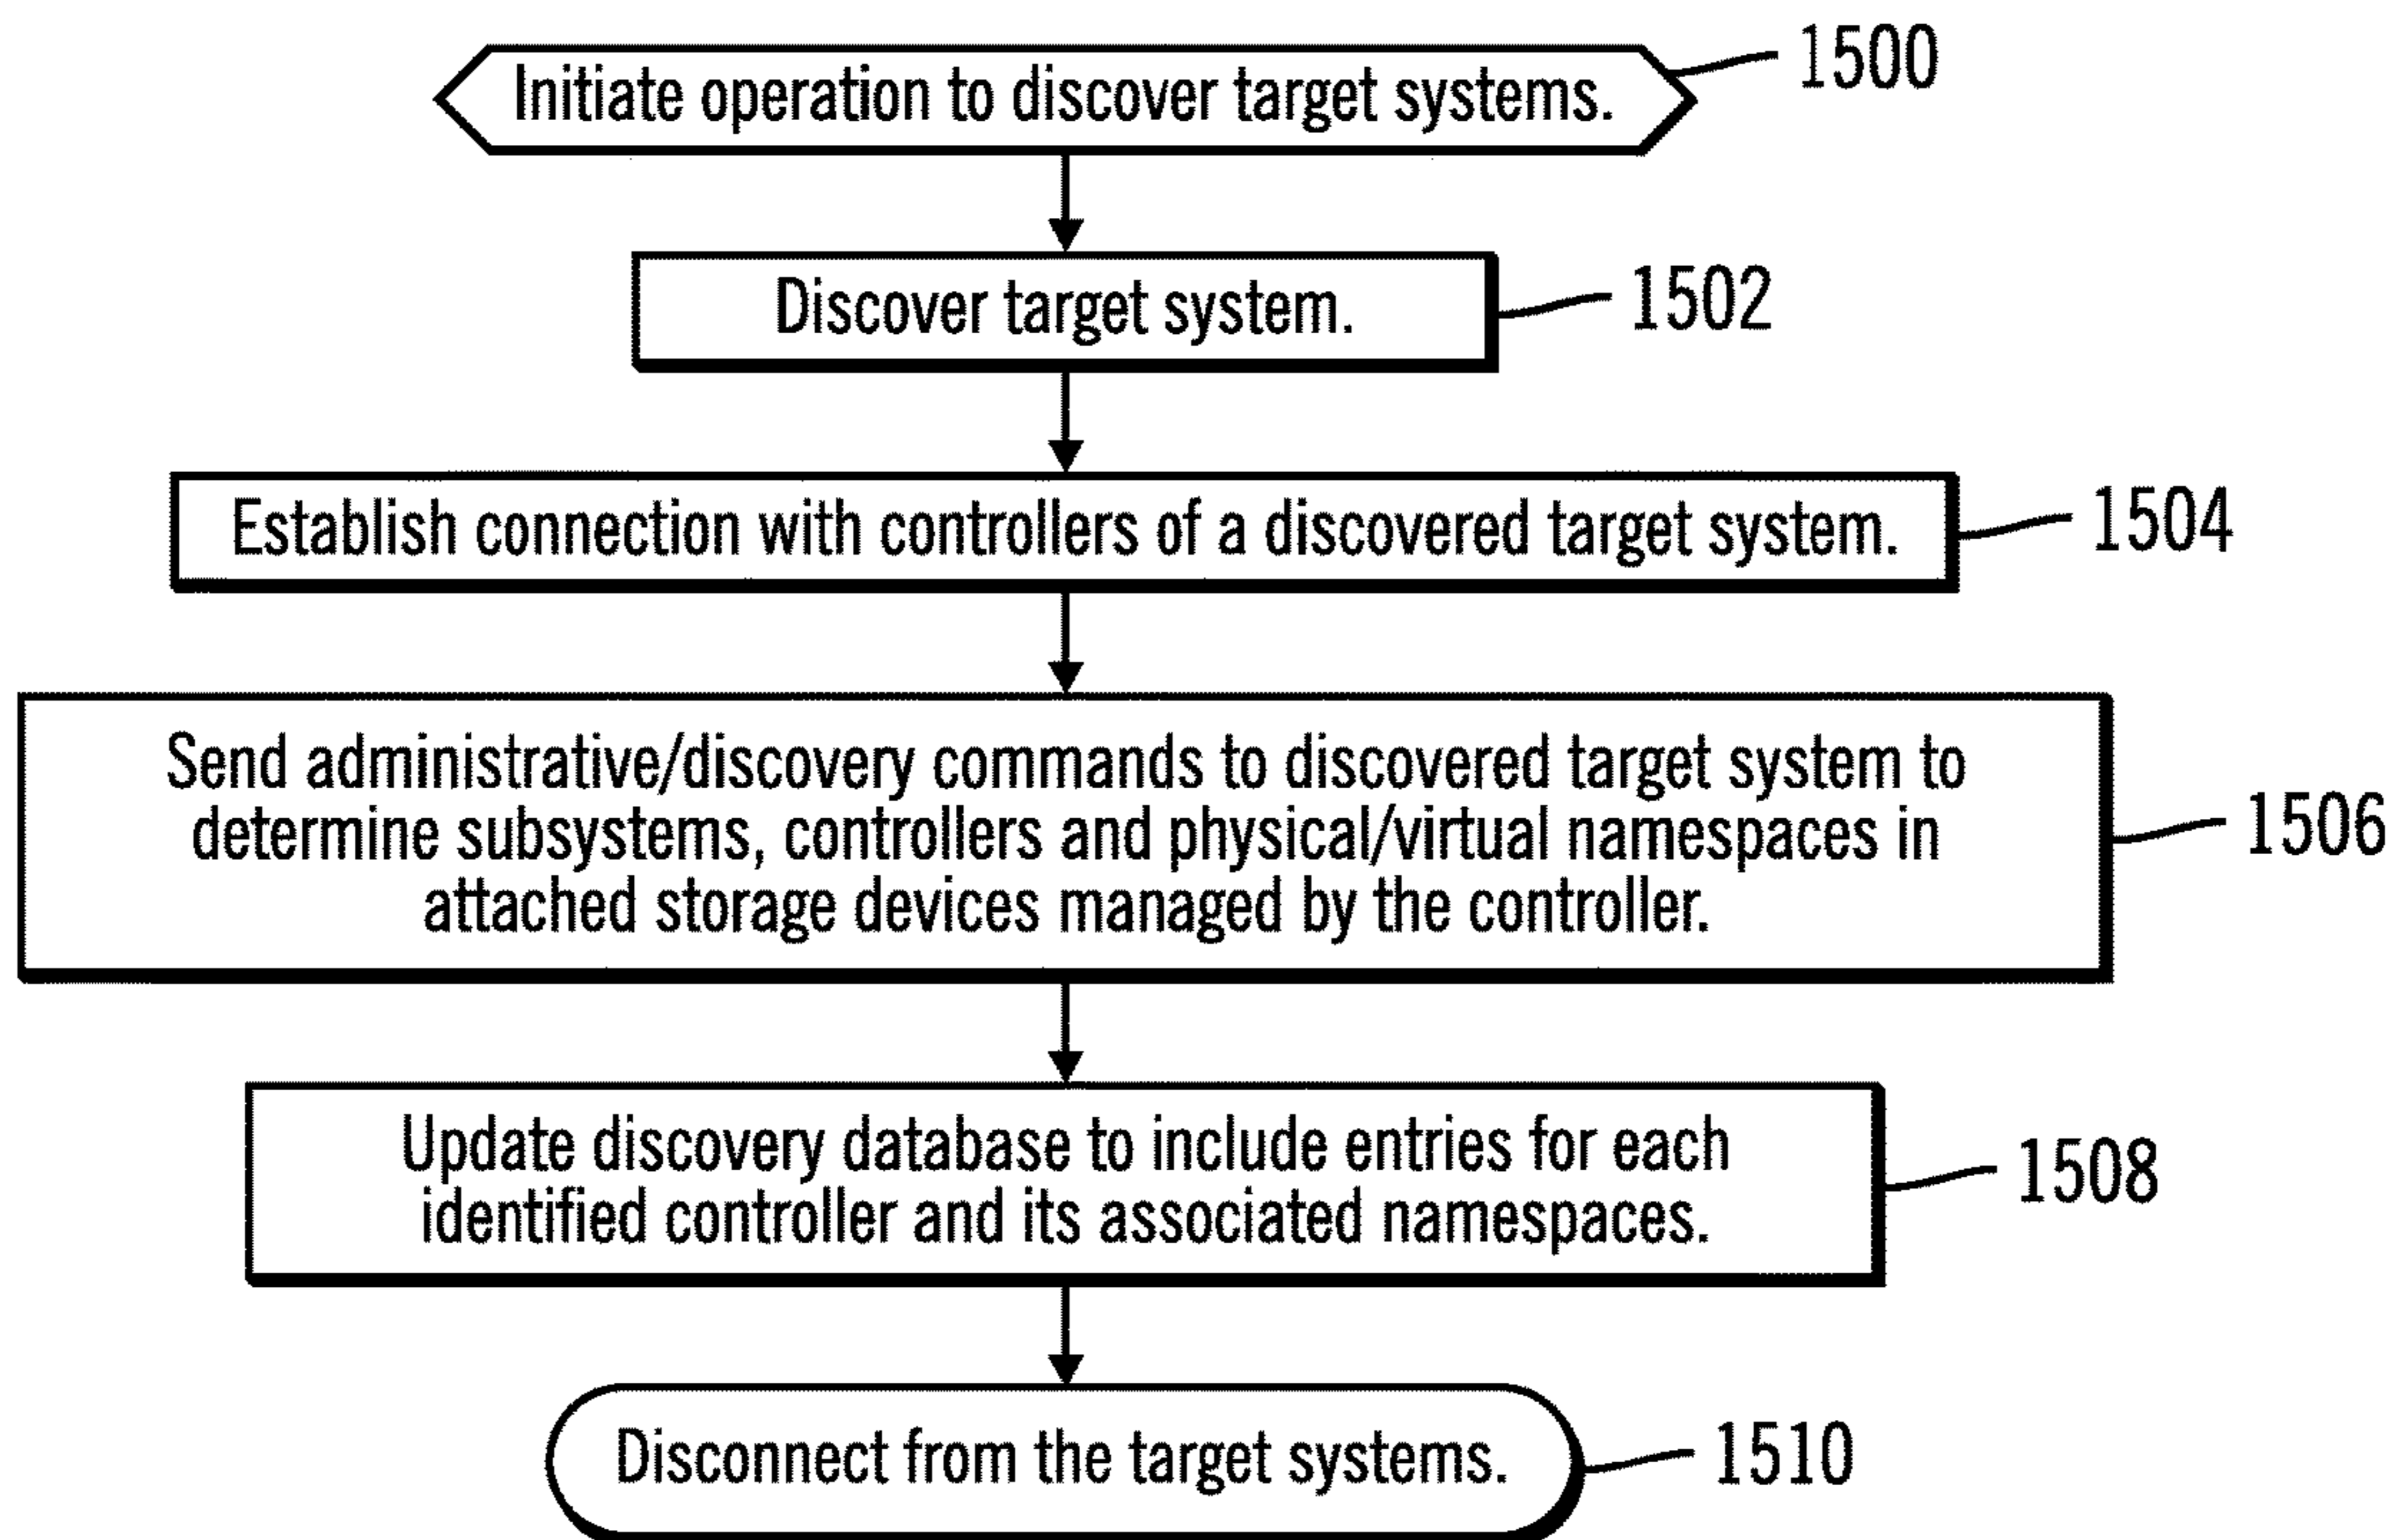 Initiate operation to discover target systems.
1500
Discover target system.
1502
Establish connection with controllers of a discovered target system.
1504
Send administrative/discovery commands to discovered target system to
determine subsystems, controllers and physical/virtual namespaces in
attached storage devices managed by the controller.
1506
Update discovery database to include entries for each
identified controller and its associated namespaces.
1508
Disconnect from the target systems.
1510